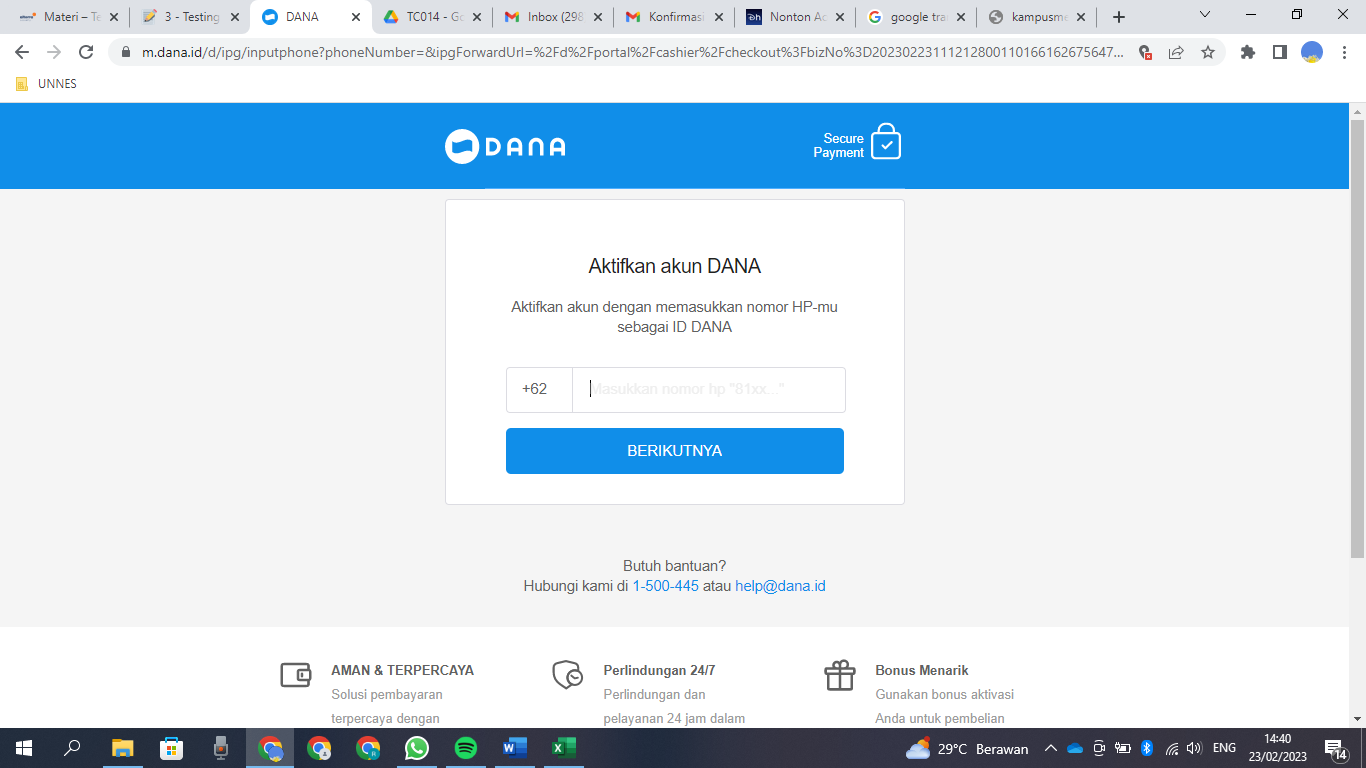 Materi – Te
3 - Testing
DANA
TC014 - Go
Inbox (298
Konfirmasi
Nonton Ac
google tra
kampusme
m.dana.id/d/ipg/inputphone?phoneNumber=&ipgForwardUrl=%2Fd%2Fportal%2Fcashier%2Fcheckout%3FbizNo%3D20230223111212800110166162675647...
UNNES
DANA
Secure
Payment
Aktifkan akun DANA
Aktifkan akun dengan memasukkan nomor HP-mu
sebagai ID DANA
+62
Masukkan nomor hp "81xx..."
BERIKUTNYA
Butuh bantuan?
Hubungi kami di 1-500-445 atau help@dana.id
AMAN & TERPERCAYA
Solusi pembayaran
terpercaya dengan
Perlindungan 24/7
Perlindungan dan
pelayanan 24 jam dalam
Bonus Menarik
Gunakan bonus aktivasi
Anda untuk pembelian
29°C Berawan
ENG
14:40
23/02/2023
14